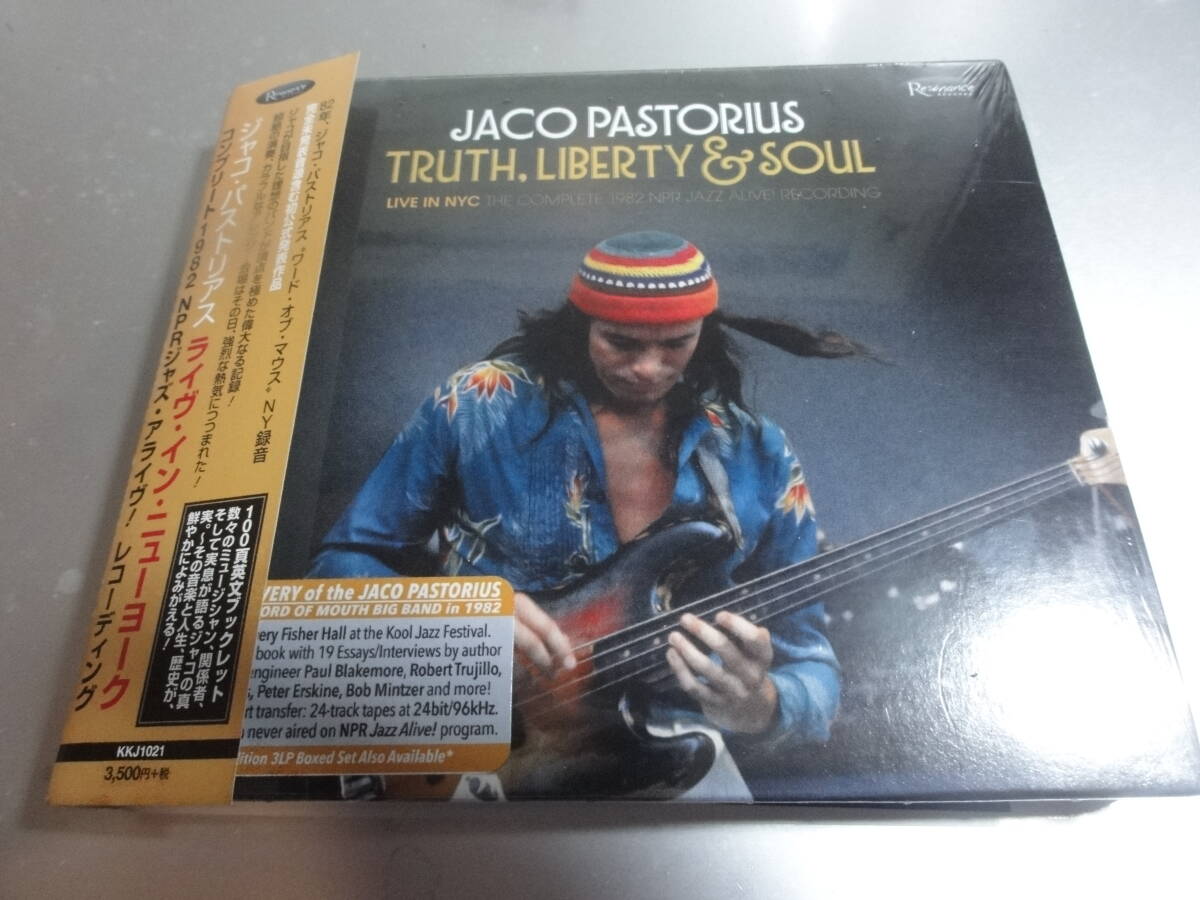 Resonance
82年、ジャコ・パストリアス“ワード・オブ・マウス” NY録音
ジャコ・パストリアス ライヴ・イン・ニューヨーク
コンプリート1982 NPRジャズ・アライヴ! レコーディング
100頁英文ブックレット
数々のミュージシャン、関係者、
そして実息が語るジャコの真
実。～その音楽と人生、歴史が、
鮮やかによみがえる!
KKJ1021
3,500円+税
Resonance
RECORDS
JACO PASTORIUS
TRUTH, LIBERTY & SOUL
LIVE IN NYC THE COMPLETE 1982 NPR JAZZ ALIVE! RECORDING
VERY of the JACO PASTORIUS
ORD OF MOUTH BIG BAND in 1982
ery Fisher Hall at the Kool Jazz Festival.
book with 19 Essays/Interviews by author
engineer Paul Blakemore, Robert Trujillo,
Peter Erskine, Bob Mintzer and more!
rt transfer: 24-track tapes at 24bit/96kHz.
never aired on NPR Jazz Alive! program.
dition 3LP Boxed Set Also Available*